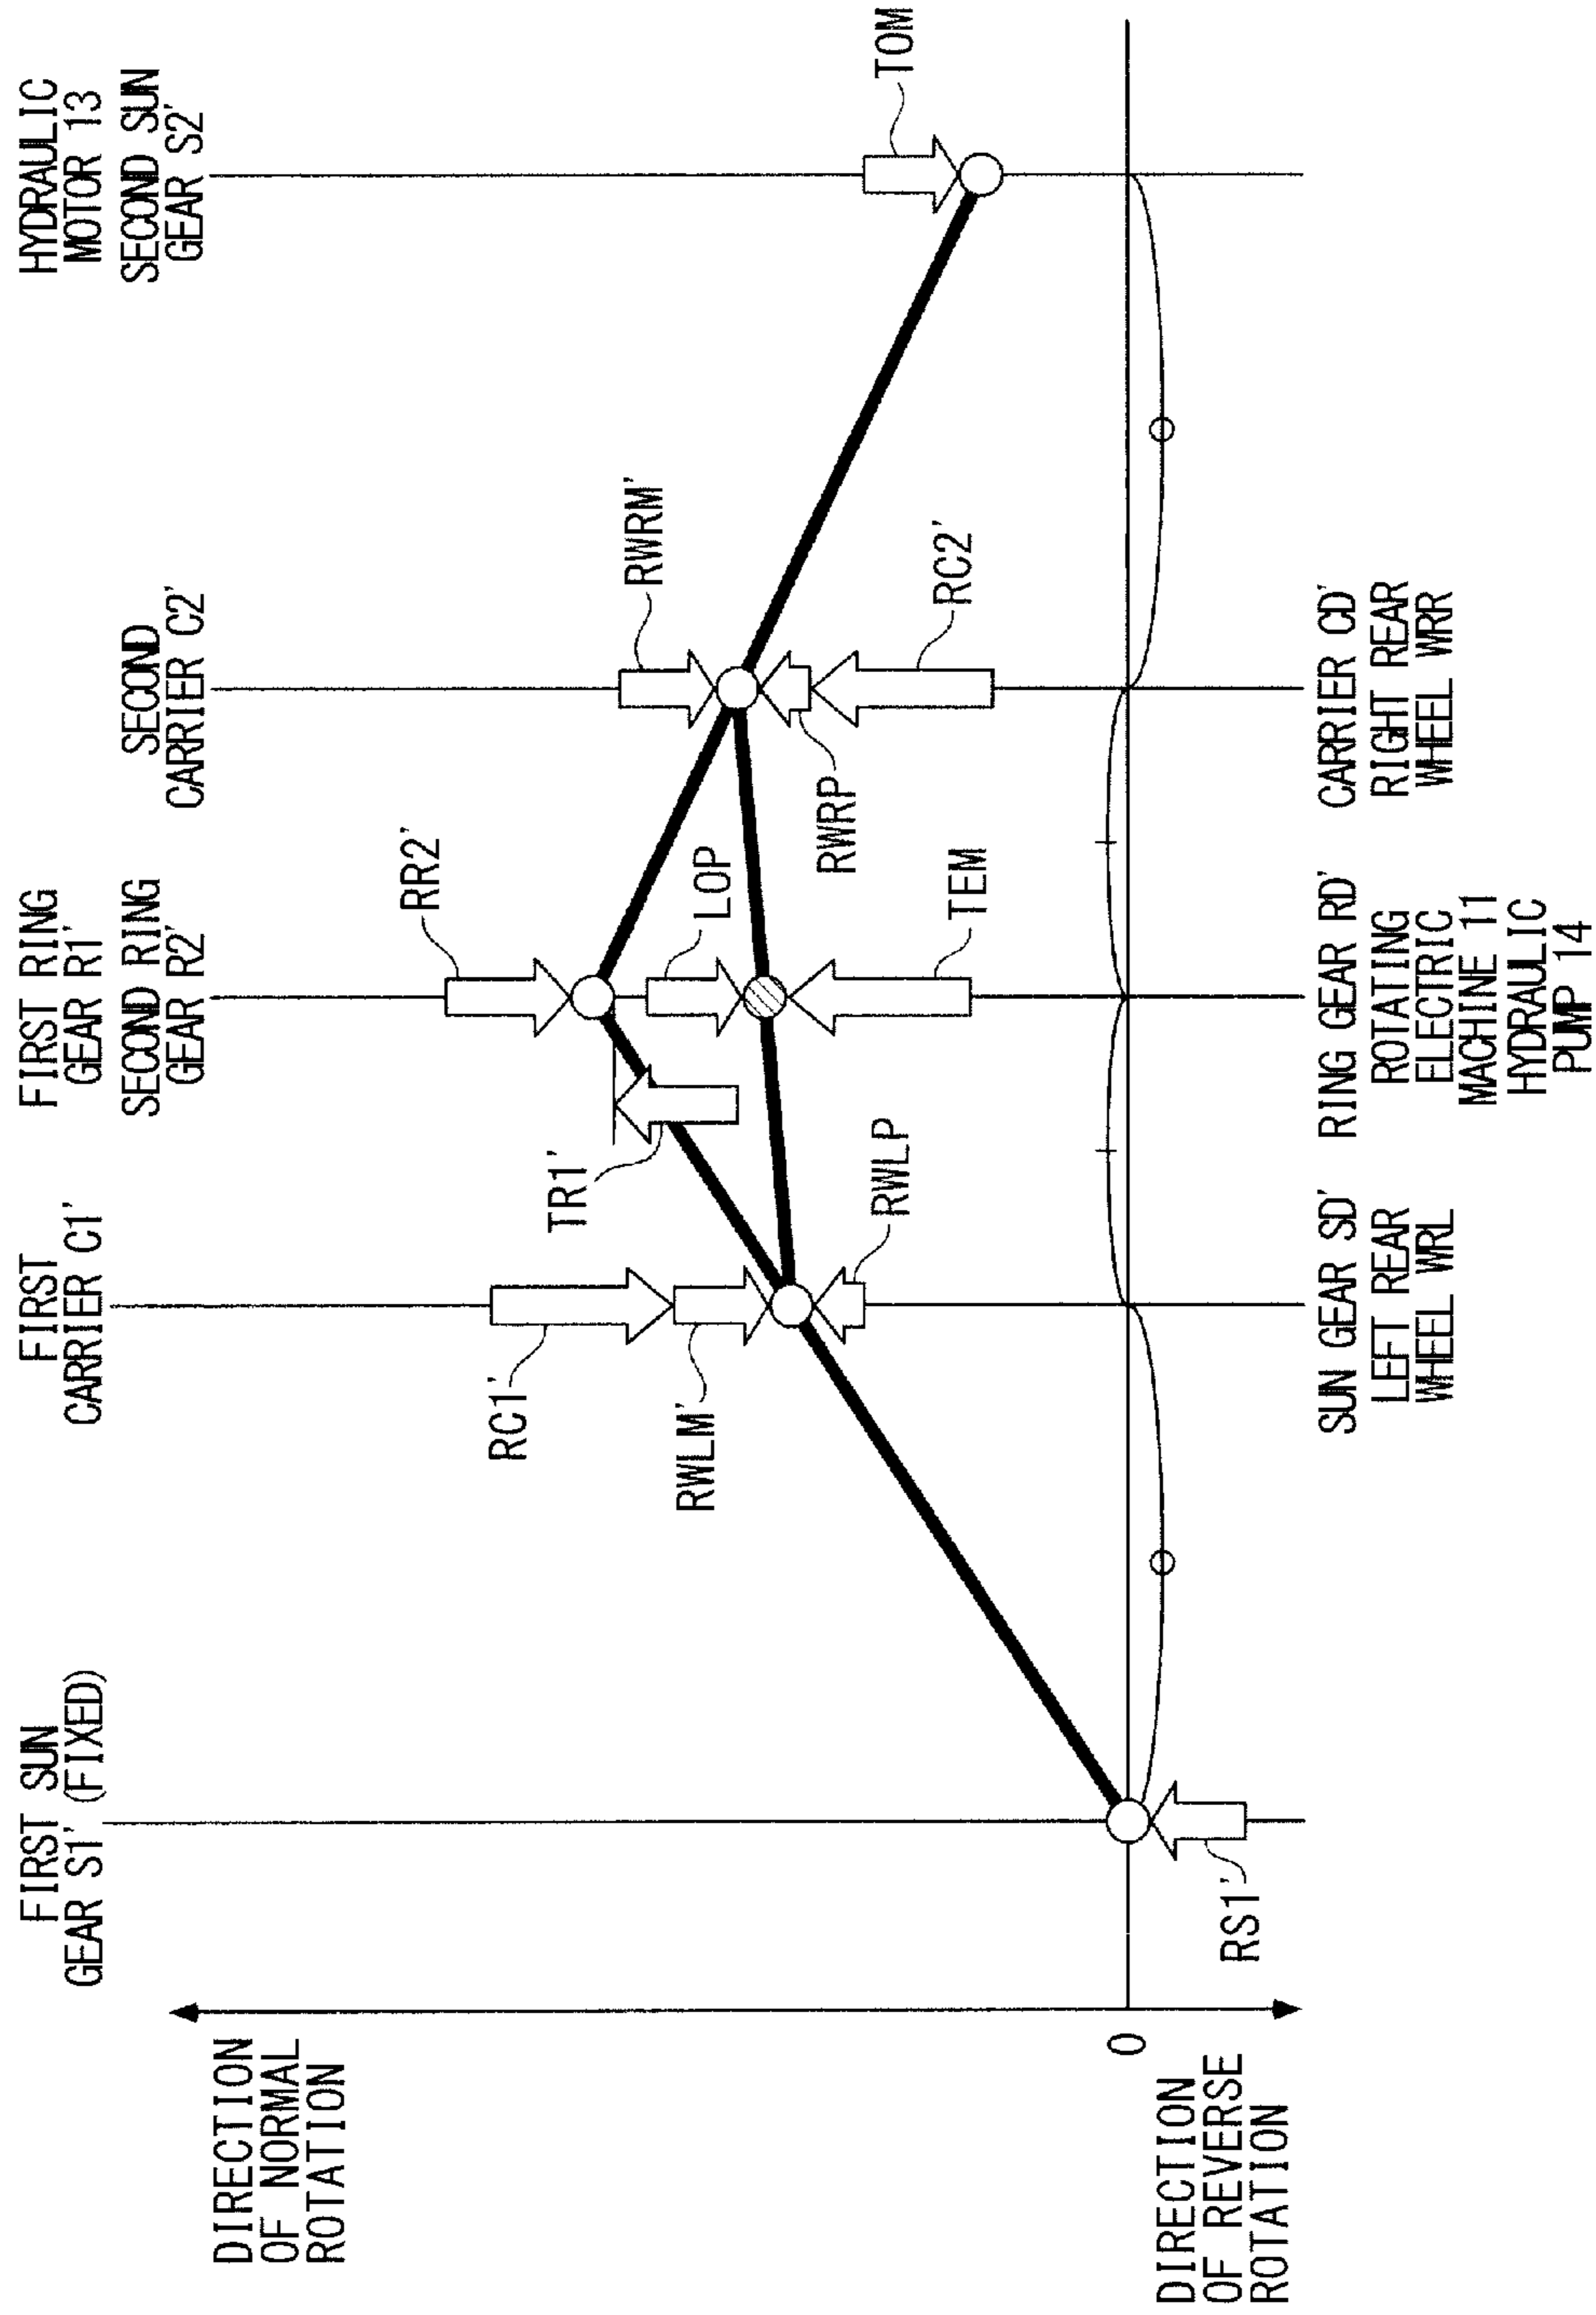 FIRST SUN
GEAR S1' (FIXED)
FIRST
CARRIER C1'
FIRST RING
GEAR R1'
SECOND RING
GEAR R2'
SECOND
CARRIER C2'
HYDRAULIC
MOTOR 13
SECOND SUN
GEAR S2'
DIRECTION
OF NORMAL
ROTATION
RR2'
RC1'
TR1'
RWRM'
RWLM'
LOP
TOM
RWRP
RWLP
TEM
RC2'
0
DIRECTION
OF REVERSE
ROTATION
RS1'
SUN GEAR SD'
LEFT REAR
WHEEL WRL
RING GEAR RD'
ROTATING
ELECTRIC
MACHINE 11
HYDRAULIC
PUMP 14
CARRIER CD'
RIGHT REAR
WHEEL WRR